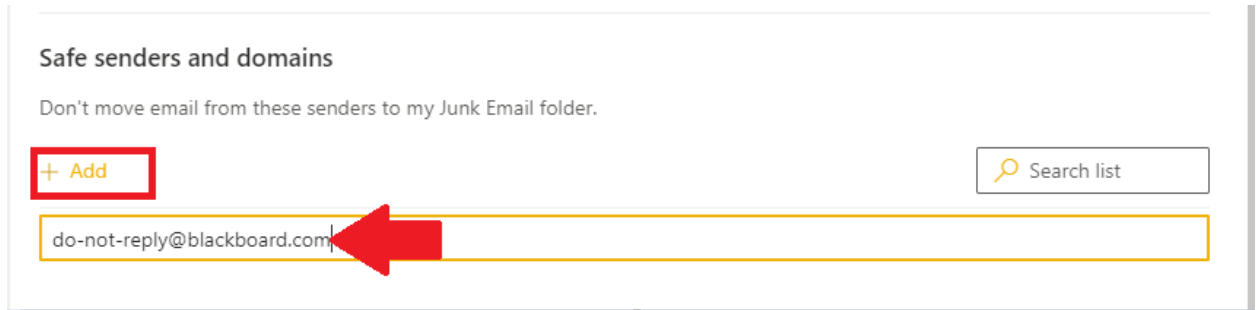 Safe senders and domains
Don't move email from these senders to my Junk Email folder.
+ Add
Search list
do-not-reply@blackboard.com